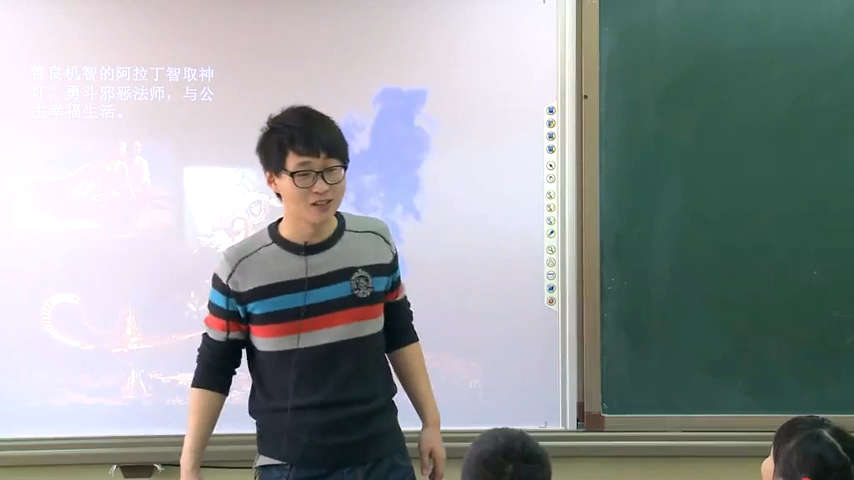 善良机智的阿拉丁智取神
灯，勇斗邪恶法师，与公
主幸福生活。